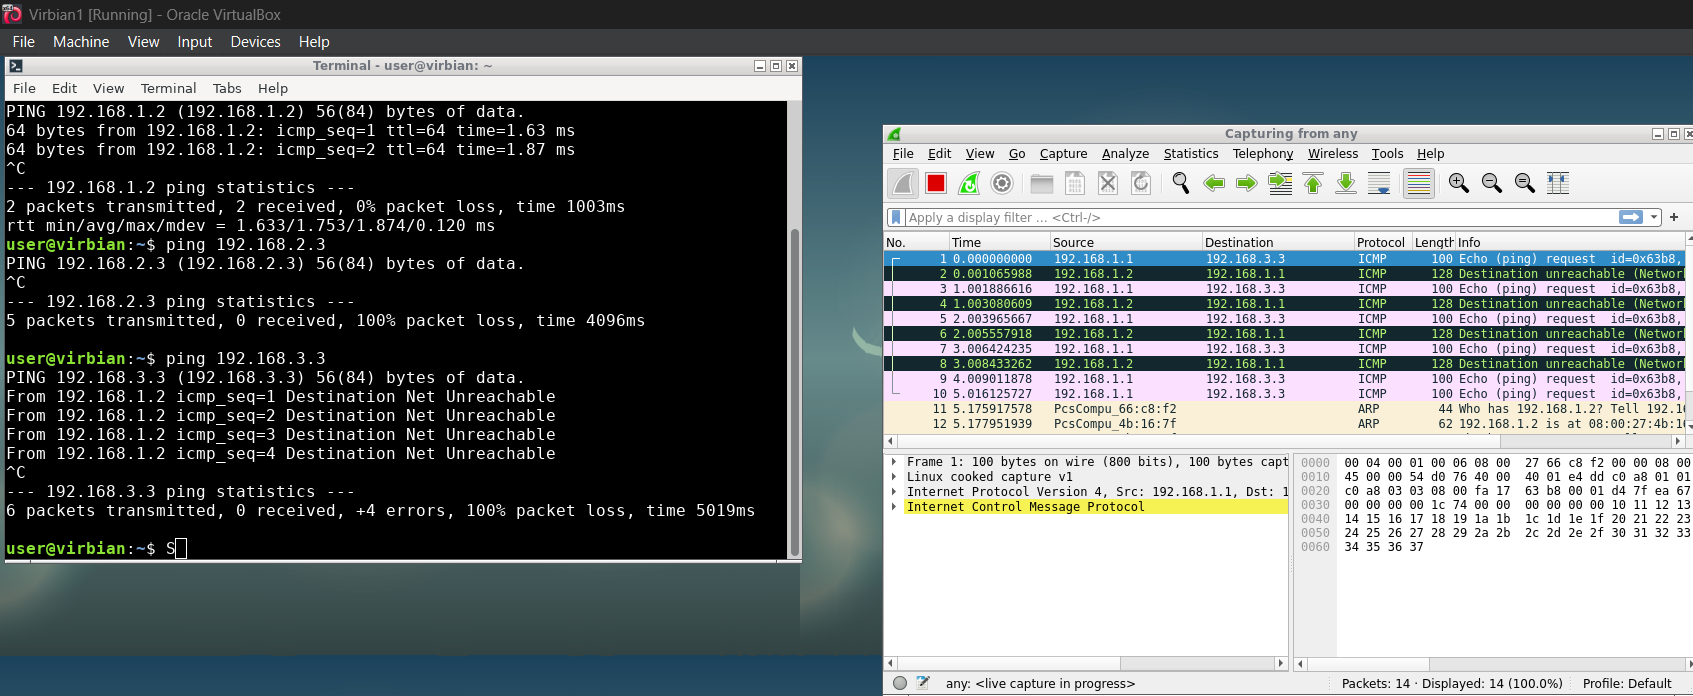 Virbian1 [Running] - Oracle VirtualBox
File Machine View Input Devices Help
Terminal - user@virbian: ~
File Edit View Terminal Tabs Help
PING 192.168.1.2 (192.168.1.2) 56(84) bytes of data.
64 bytes from 192.168.1.2: icmp_seq=1 ttl=64 time=1.63 ms
64 bytes from 192.168.1.2: icmp_seq=2 ttl=64 time=1.87 ms
^C
--- 192.168.1.2 ping statistics ---
2 packets transmitted, 2 received, 0% packet loss, time 1003ms
rtt min/avg/max/mdev = 1.633/1.753/1.874/0.120 ms
user@virbian:~$ ping 192.168.2.3
PING 192.168.2.3 (192.168.2.3) 56(84) bytes of data.
^C
--- 192.168.2.3 ping statistics ---
5 packets transmitted, 0 received, 100% packet loss, time 4096ms
user@virbian:~$ ping 192.168.3.3
PING 192.168.3.3 (192.168.3.3) 56(84) bytes of data.
From 192.168.1.2 icmp_seq=1 Destination Net Unreachable
From 192.168.1.2 icmp_seq=2 Destination Net Unreachable
From 192.168.1.2 icmp_seq=3 Destination Net Unreachable
From 192.168.1.2 icmp_seq=4 Destination Net Unreachable
^C
--- 192.168.3.3 ping statistics ---
6 packets transmitted, 0 received, +4 errors, 100% packet loss, time 5019ms
user@virbian:~$ S
Capturing from any
File Edit View Go Capture Analyze Statistics Telephony Wireless Tools Help
Apply a display filter ... <Ctrl-/>
No. Time Source Destination Protocol Length Info
1 0.000000000 192.168.1.1 192.168.3.3 ICMP 100 Echo (ping) request id=0x63b8,
2 0.001065988 192.168.1.2 192.168.1.1 ICMP 128 Destination unreachable (Networ
3 1.001886616 192.168.1.1 192.168.3.3 ICMP 100 Echo (ping) request id=0x63b8,
4 1.003080609 192.168.1.2 192.168.1.1 ICMP 128 Destination unreachable (Networ
5 2.003965667 192.168.1.1 192.168.3.3 ICMP 100 Echo (ping) request id=0x63b8,
6 2.005557918 192.168.1.2 192.168.1.1 ICMP 128 Destination unreachable (Networ
7 3.006424235 192.168.1.1 192.168.3.3 ICMP 100 Echo (ping) request id=0x63b8,
8 3.008433262 192.168.1.2 192.168.1.1 ICMP 128 Destination unreachable (Networ
9 4.009011878 192.168.1.1 192.168.3.3 ICMP 100 Echo (ping) request id=0x63b8,
10 5.016125727 192.168.1.1 192.168.3.3 ICMP 100 Echo (ping) request id=0x63b8,
11 5.175917578 PcsCompu_66:c8:f2 ARP 44 Who has 192.168.1.2? Tell 192.16
12 5.177951939 PcsCompu_4b:16:7f ARP 62 192.168.1.2 is at 08:00:27:4b:16
Frame 1: 100 bytes on wire (800 bits), 100 bytes capt
Linux cooked capture v1
Internet Protocol Version 4, Src: 192.168.1.1, Dst: 1
Internet Control Message Protocol
0000 00 04 00 01 00 06 08 00 27 66 c8 f2 00 00 08 00
0010 45 00 00 54 d0 76 40 00 40 01 e4 dd c0 a8 01 01
0020 c0 a8 03 03 08 00 fa 17 63 b8 00 01 d4 7f ea 67
0030 00 00 00 00 1c 74 00 00 00 00 00 00 10 11 12 13
0040 14 15 16 17 18 19 1a 1b 1c 1d 1e 1f 20 21 22 23
0050 24 25 26 27 28 29 2a 2b 2c 2d 2e 2f 30 31 32 33
0060 34 35 36 37
any: <live capture in progress> Packets: 14 · Displayed: 14 (100.0%) Profile: Default